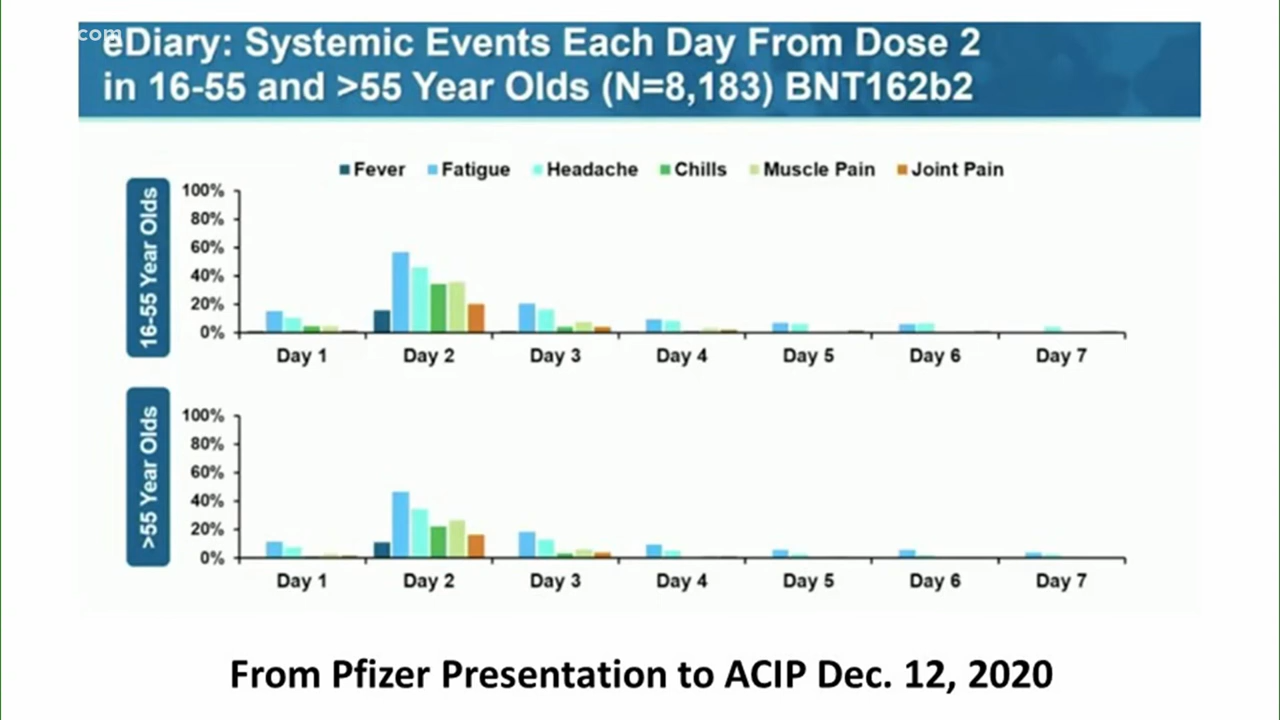 .com
eDiary: Systemic Events Each Day From Dose 2
in 16-55 and >55 Year Olds (N=8,183) BNT162b2
Fever Fatigue Headache Chills Muscle Pain Joint Pain
16-55 Year Olds
100%
80%
60%
40%
20%
0%
Day 1 Day 2 Day 3 Day 4 Day 5 Day 6 Day 7
>55 Year Olds
100%
80%
60%
40%
20%
0%
Day 1 Day 2 Day 3 Day 4 Day 5 Day 6 Day 7
From Pfizer Presentation to ACIP Dec. 12, 2020